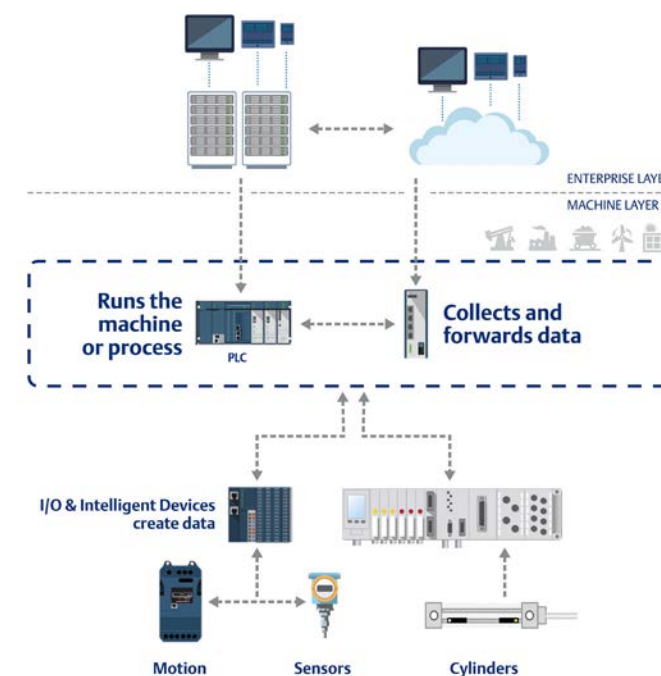 ENTERPRISE LAYE
MACHINE LAYER
Runs the
machine
or process
PLC
Collects and
forwards data
I/O & Intelligent Devices
create data
Motion
Sensors
Cylinders